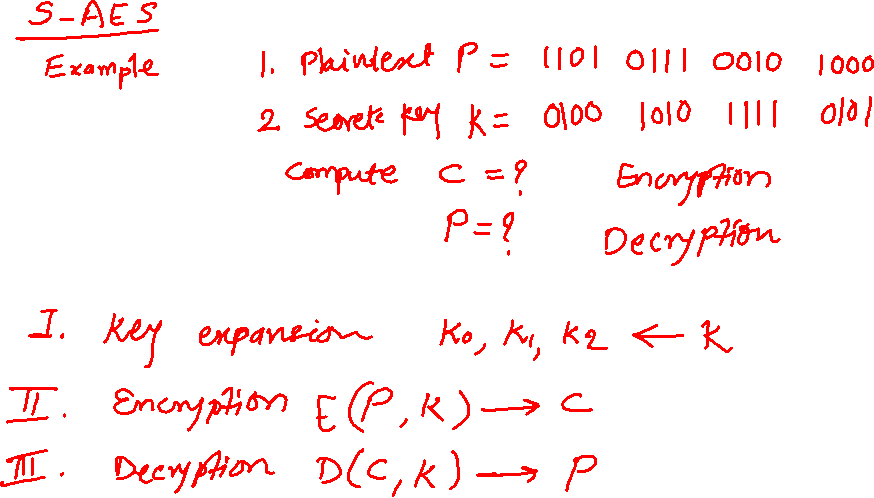 S-AES
Example
1. Plaintext P = 1101 0111 0010 1000
2 Secrete key K = 0100 1010 1111 0101
Compute C = ? Encryption
P = ? Decryption
I. Key expansion K0, K1, K2 ← K
II. Encryption E(P, K) → C
III. Decryption D(C, K) → P